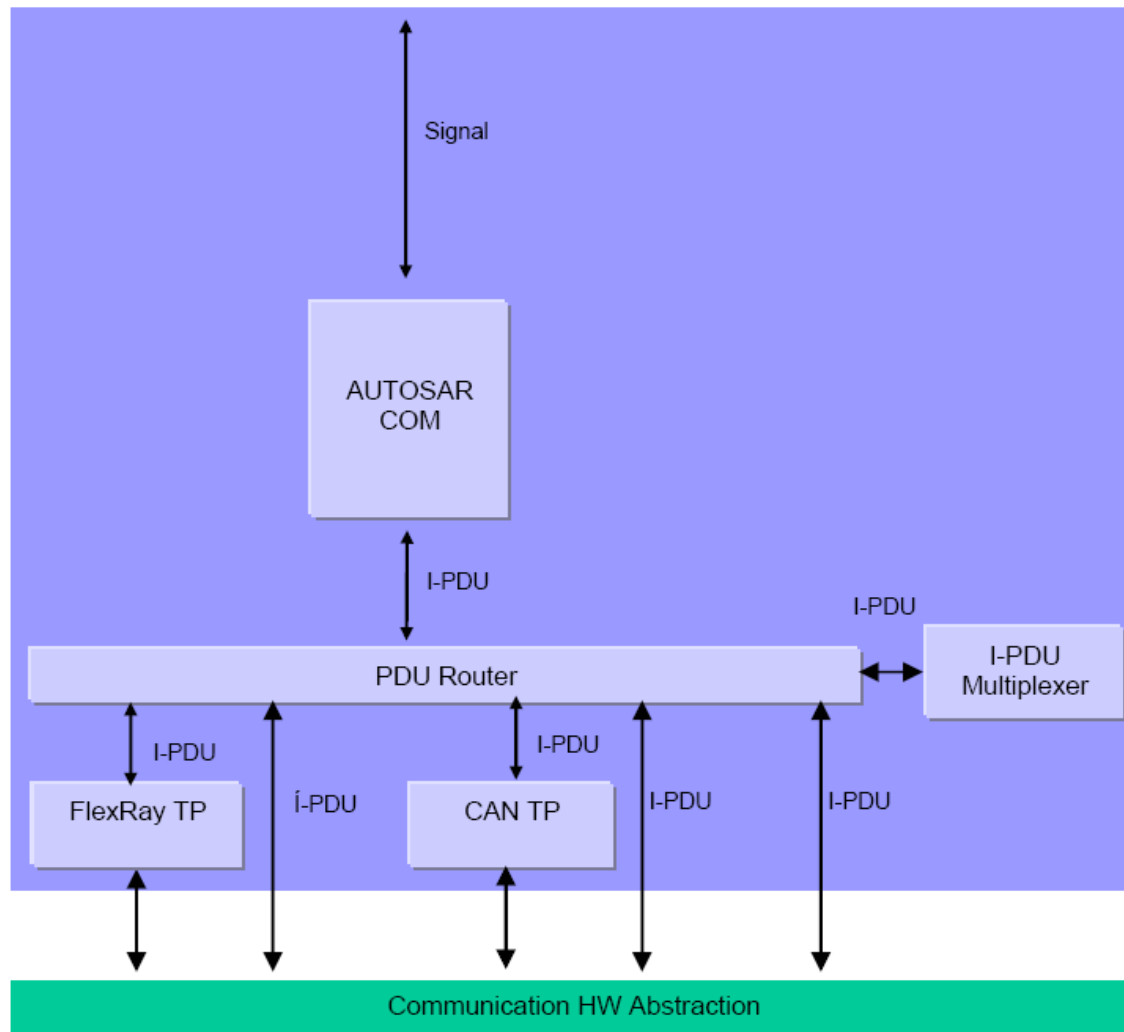 Signal
AUTOSAR
COM
I-PDU
I-PDU
PDU Router
I-PDU
Multiplexer
I-PDU
I-PDU
FlexRay TP
Í-PDU
CAN TP
I-PDU
I-PDU
Communication HW Abstraction